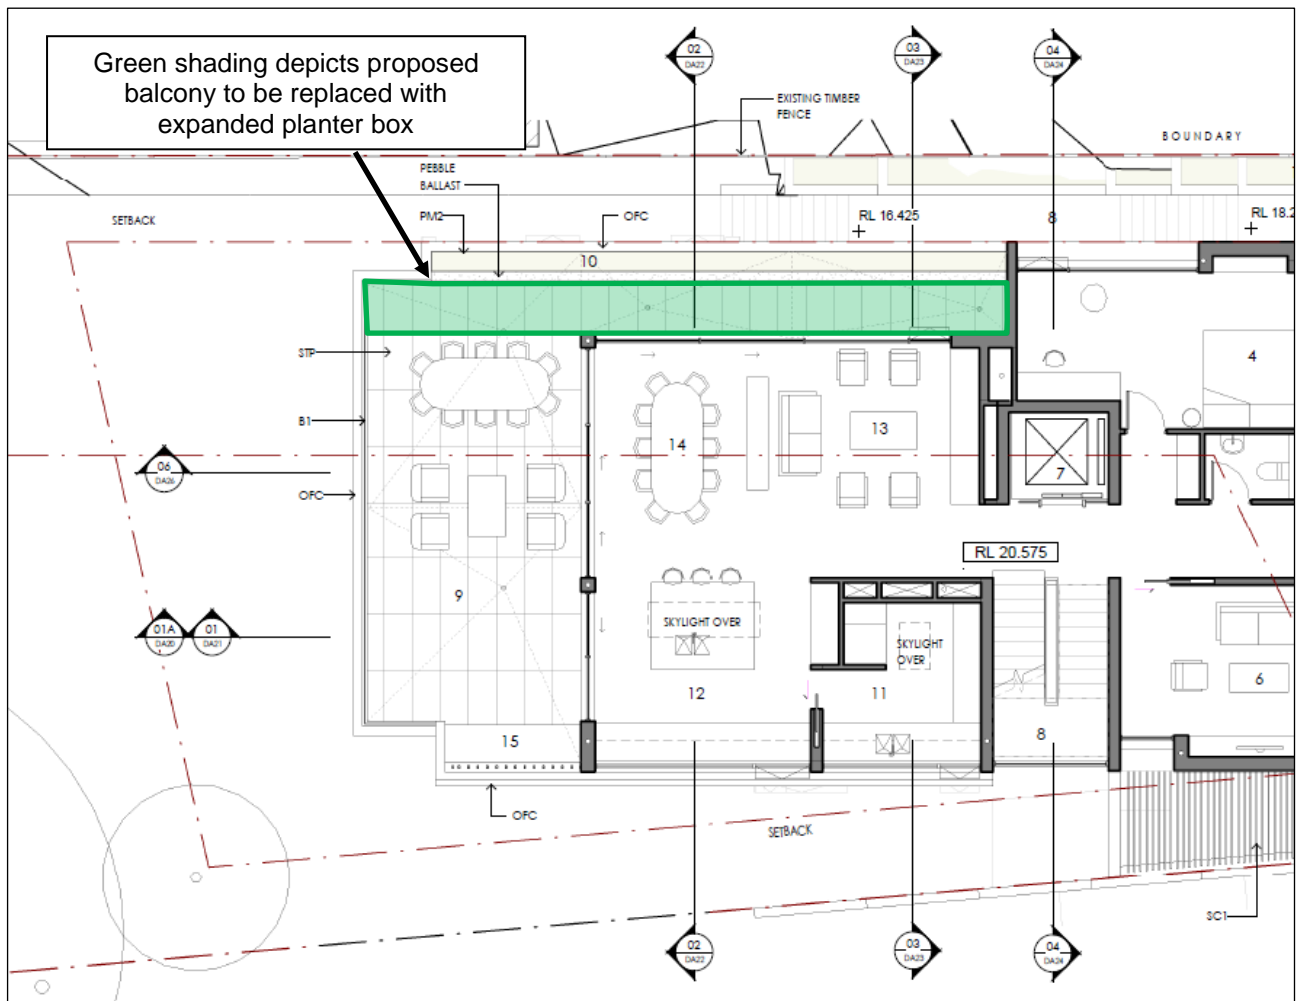 Green shading depicts proposed
balcony to be replaced with
expanded planter box
02
DA22
03
DA23
04
DA24
EXISTING TIMBER
FENCE
BOUNDARY
PEBBLE
BALLAST
SETBACK
PM2
OFC
RL 16.425
8
RL 18.2
10
STP
4
B1
14
13
06
DA26
OFC
7
RL 20.575
9
01A
DA20
01
DA21
SKYLIGHT OVER
SKYLIGHT
OVER
12
11
6
15
8
OFC
SETBACK
SC1
02
DA22
03
DA23
04
DA24